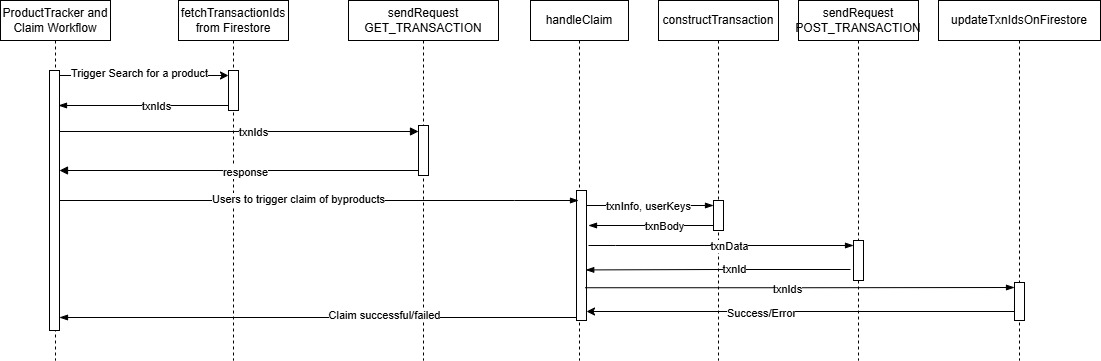 ProductTracker and
Claim Workflow
fetchTransactionIds
from Firestore
sendRequest
GET_TRANSACTION
handleClaim
constructTransaction
sendRequest
POST_TRANSACTION
updateTxnIdsOnFirestore
Trigger Search for a product
txnIds
txnIds
response
Users to trigger claim of byproducts
txnInfo, userKeys
txnBody
txnData
txnId
txnIds
Success/Error
Claim successful/failed